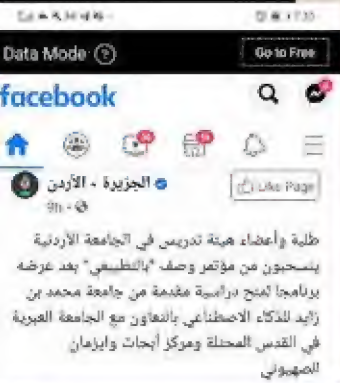 Data Mode
Go to Free
facebook
الجزيرة - الأردن
Like Page
9h
طلبة وأعضاء هيئة تدريس في الجامعة الأردنية
ينسحبون من مؤتمر وصف "بالتطبيعي" بعد عرضه
برنامجا لمنح دراسية مقدمة من جامعة محمد بن
زايد للذكاء الاصطناعي بالتعاون مع الجامعة العبرية
في القدس المحتلة ومركز أبحاث وايزمان
الصهيوني